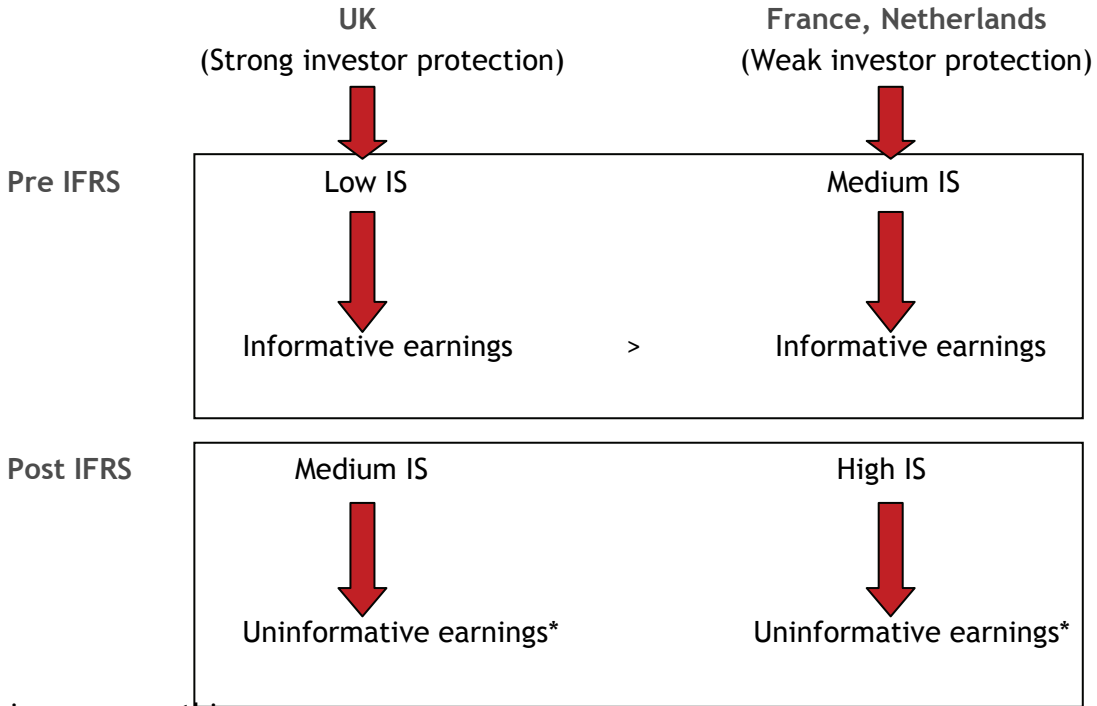 UK France, Netherlands
(Strong investor protection) (Weak investor protection)
Pre IFRS Low IS Medium IS
Informative earnings > Informative earnings
Post IFRS Medium IS High IS
Uninformative earnings* Uninformative earnings*